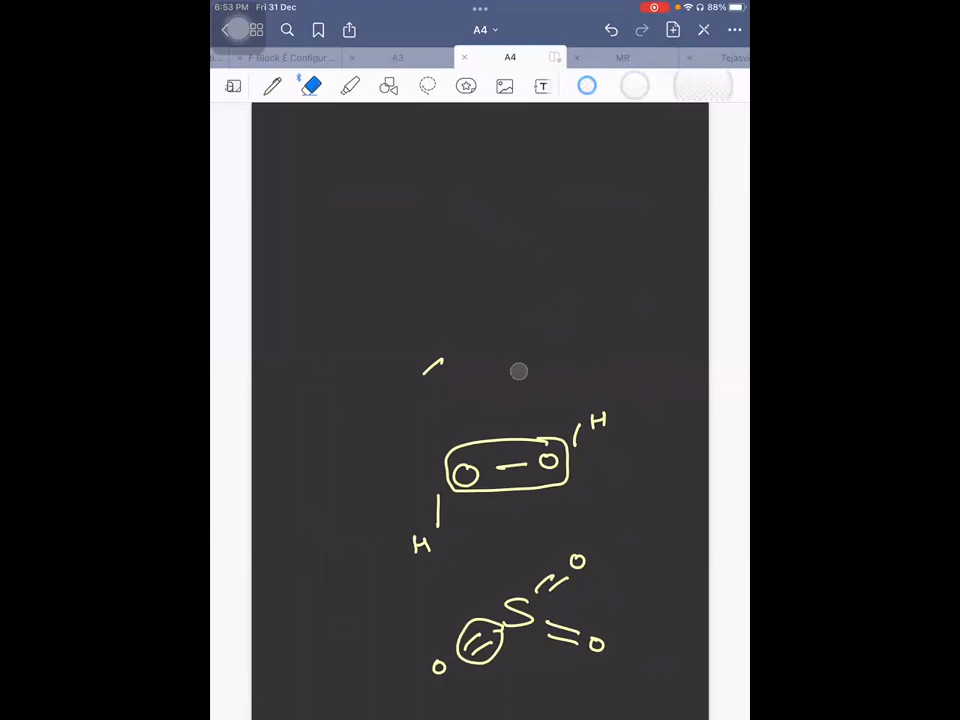 6:53 PM Fri 31 Dec 88%
A4
F Block É Configur... A3 A4 MR Tejasv
T
H
O - O
H
O
S
O O